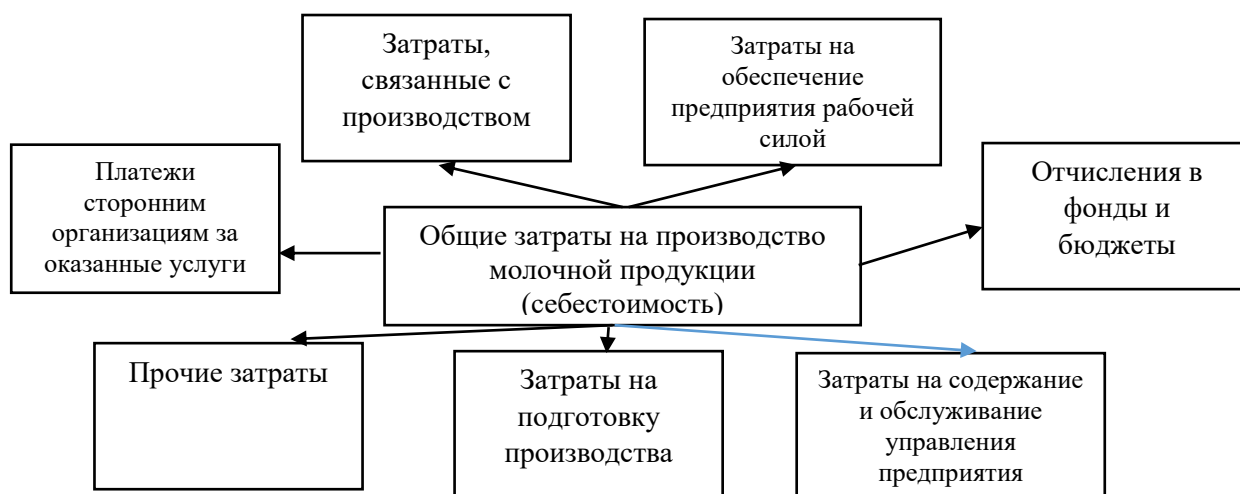 Затраты,
связанные с
производством
Затраты на
обеспечение
предприятия рабочей
силой
Платежи
сторонним
организациям за
оказанные услуги
Общие затраты на производство
молочной продукции
(себестоимость)
Отчисления в
фонды и
бюджеты
Прочие затраты
Затраты на
подготовку
производства
Затраты на содержание
и обслуживание
управления
предприятия